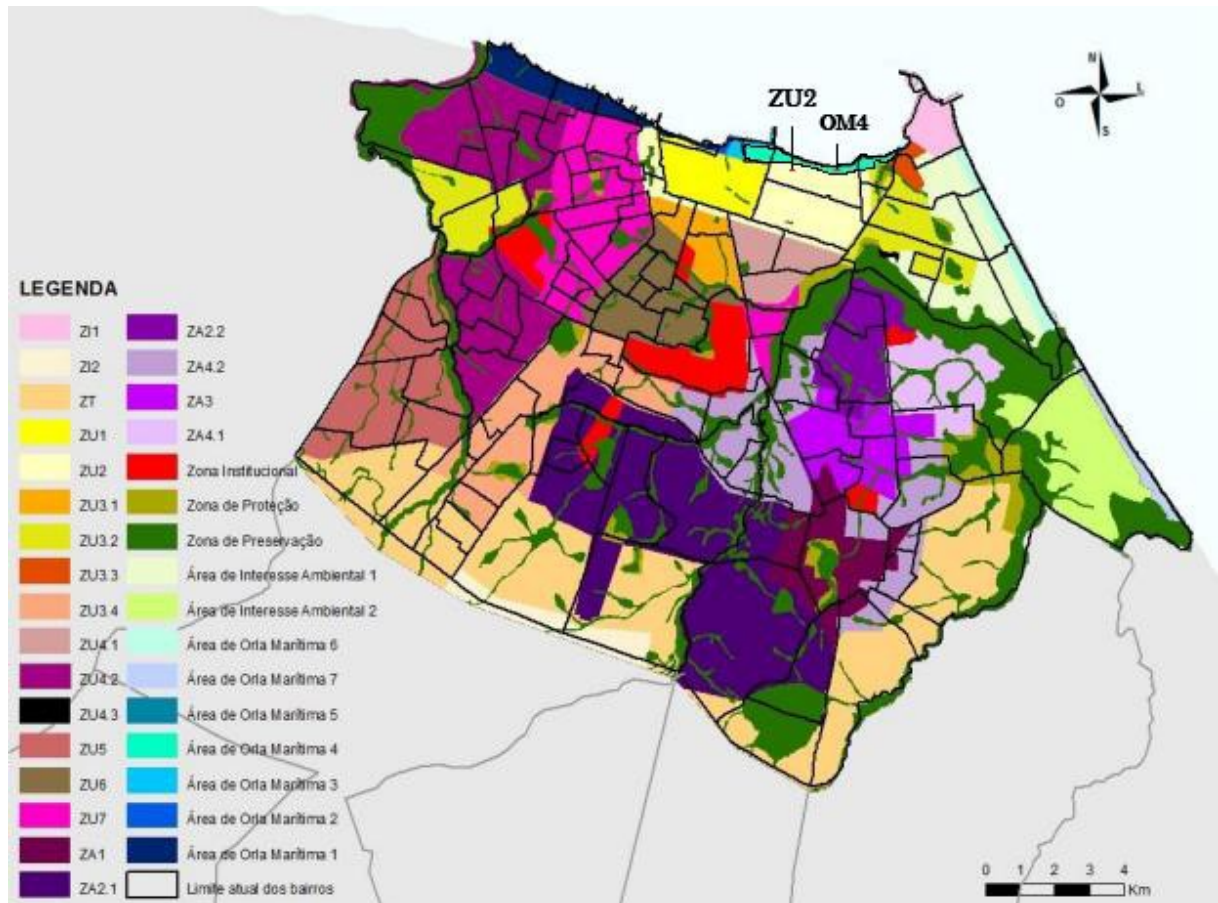 N
O L
S
ZU2
OM4
LEGENDA
ZI1
ZI2
ZT
ZU1
ZU2
ZU3.1
ZU3.2
ZU3.3
ZU3.4
ZU4.1
ZU4.2
ZU4.3
ZU5
ZU6
ZU7
ZA1
ZA2.1
ZA2.2
ZA4.2
ZA3
ZA4.1
Zona Institucional
Zona de Proteção
Zona de Preservação
Área de Interesse Ambiental 1
Área de Interesse Ambiental 2
Área de Orla Marítima 6
Área de Orla Marítima 7
Área de Orla Marítima 5
Área de Orla Marítima 4
Área de Orla Marítima 3
Área de Orla Marítima 2
Área de Orla Marítima 1
Limite atual dos bairros
0 1 2 3 4
Km